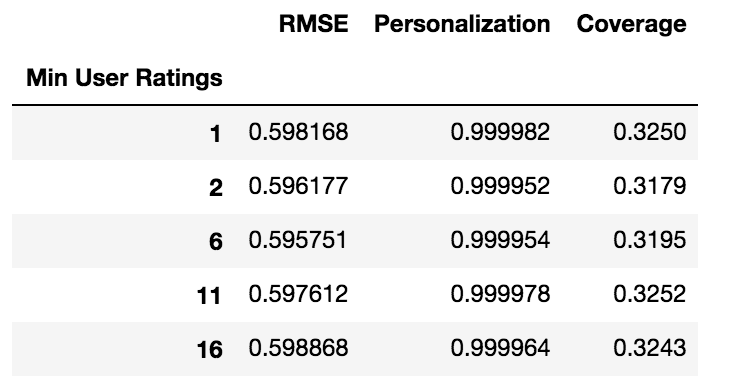 RMSE Personalization Coverage
Min User Ratings
1 0.598168 0.999982 0.3250
2 0.596177 0.999952 0.3179
6 0.595751 0.999954 0.3195
11 0.597612 0.999978 0.3252
16 0.598868 0.999964 0.3243